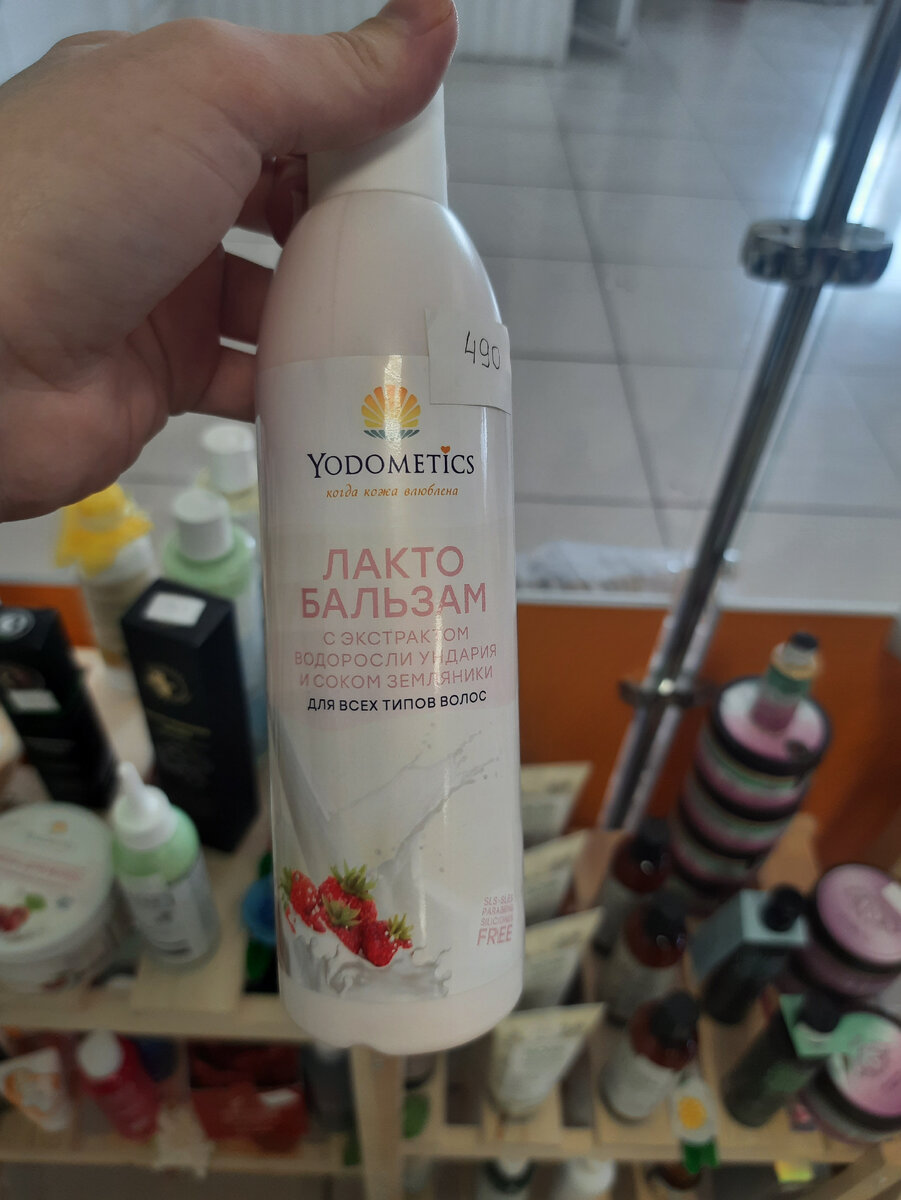 490
YODOMETICS
когда кожа влюблена
ЛАКТО
БАЛЬЗАМ
С ЭКСТРАКТОМ
ВОДОРОСЛИ УНДАРИЯ
И СОКОМ ЗЕМЛЯНИКИ
ДЛЯ ВСЕХ ТИПОВ ВОЛОС
FREE